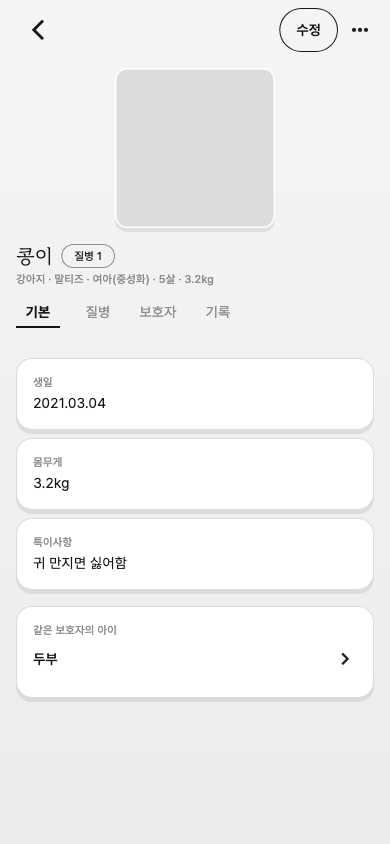 수정
콩이
질병 1
강아지 · 말티즈 · 여아(중성화) · 5살 · 3.2kg
기본 질병 보호자 기록
생일
2021.03.04
몸무게
3.2kg
특이사항
귀 만지면 싫어함
같은 보호자의 아이
두부